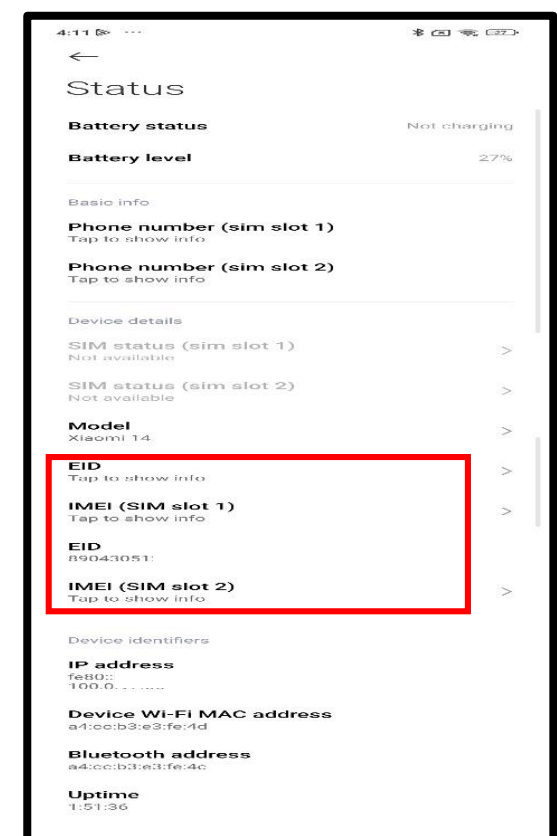 4:11
27
Status
Battery status Not charging
Battery level 27%
Basic info
Phone number (sim slot 1)
Tap to show info
Phone number (sim slot 2)
Tap to show info
Device details
SIM status (sim slot 1)
Not available
SIM status (sim slot 2)
Not available
Model
Xiaomi 14
EID
Tap to show info
IMEI (SIM slot 1)
Tap to show info
EID
89043051
IMEI (SIM slot 2)
Tap to show info
Device identifiers
IP address
fe80::
100.0.
Device Wi-Fi MAC address
a4:cc:b3:e3:fe:4d
Bluetooth address
a4:cc:b3:e3:fe:4c
Uptime
1:51:36